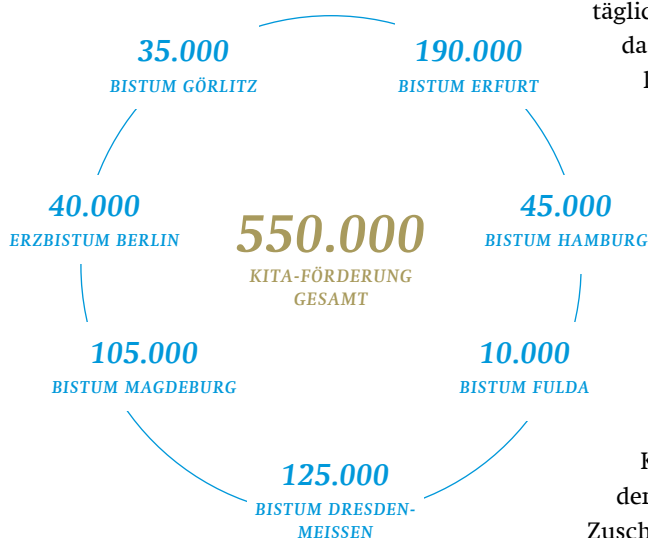 35.000
BISTUM GÖRLITZ
190.000
BISTUM ERFURT
40.000
ERZBISTUM BERLIN
550.000
KITA-FÖRDERUNG
GESAMT
45.000
BISTUM HAMBURG
105.000
BISTUM MAGDEBURG
10.000
BISTUM FULDA
125.000
BISTUM DRESDEN-
MEISSEN